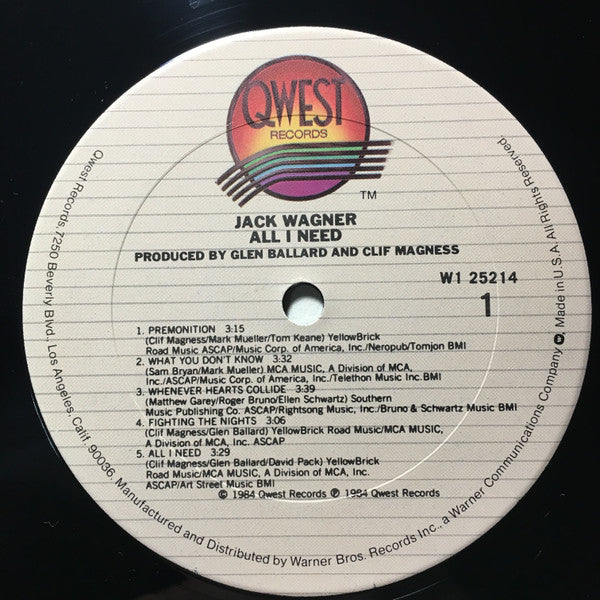 QWEST
RECORDS
TM
JACK WAGNER
ALL I NEED
PRODUCED BY GLEN BALLARD AND CLIF MAGNESS
W1 25214
1
1. PREMONITION 3:15
(Clif Magness/Mark Mueller/Tom Keane) YellowBrick
Road Music ASCAP/Music Corp. of America, Inc./Neropub/Tomjon BMI
2. WHAT YOU DON'T KNOW 3:32
(Sam Bryan/Mark Mueller) MCA MUSIC, A Division of MCA,
Inc./ASCAP/Music Corp. of America, Inc./Telethon Music Inc. BMI
3. WHENEVER HEARTS COLLIDE 3:39
(Matthew Garey/Roger Bruno/Ellen Schwartz) Southern
Music Publishing Co. ASCAP/Rightsong Music, Inc./Bruno & Schwartz Music BMI
4. FIGHTING THE NIGHTS 3:06
(Clif Magness/Glen Ballard) YellowBrick Road Music/MCA MUSIC,
A Division of MCA, Inc. ASCAP
5. ALL I NEED 3:29
(Clif Magness/Glen Ballard/David Pack) YellowBrick
Road Music/MCA MUSIC, A Division of MCA, Inc.
ASCAP/Art Street Music BMI
© 1984 Qwest Records ℗ 1984 Qwest Records
Qwest Records, 7250 Beverly Blvd., Los Angeles, Calif. 90036, Manufactured and Distributed by Warner Bros. Records Inc., a Warner Communications Company Made in U.S.A. All Rights Reserved.